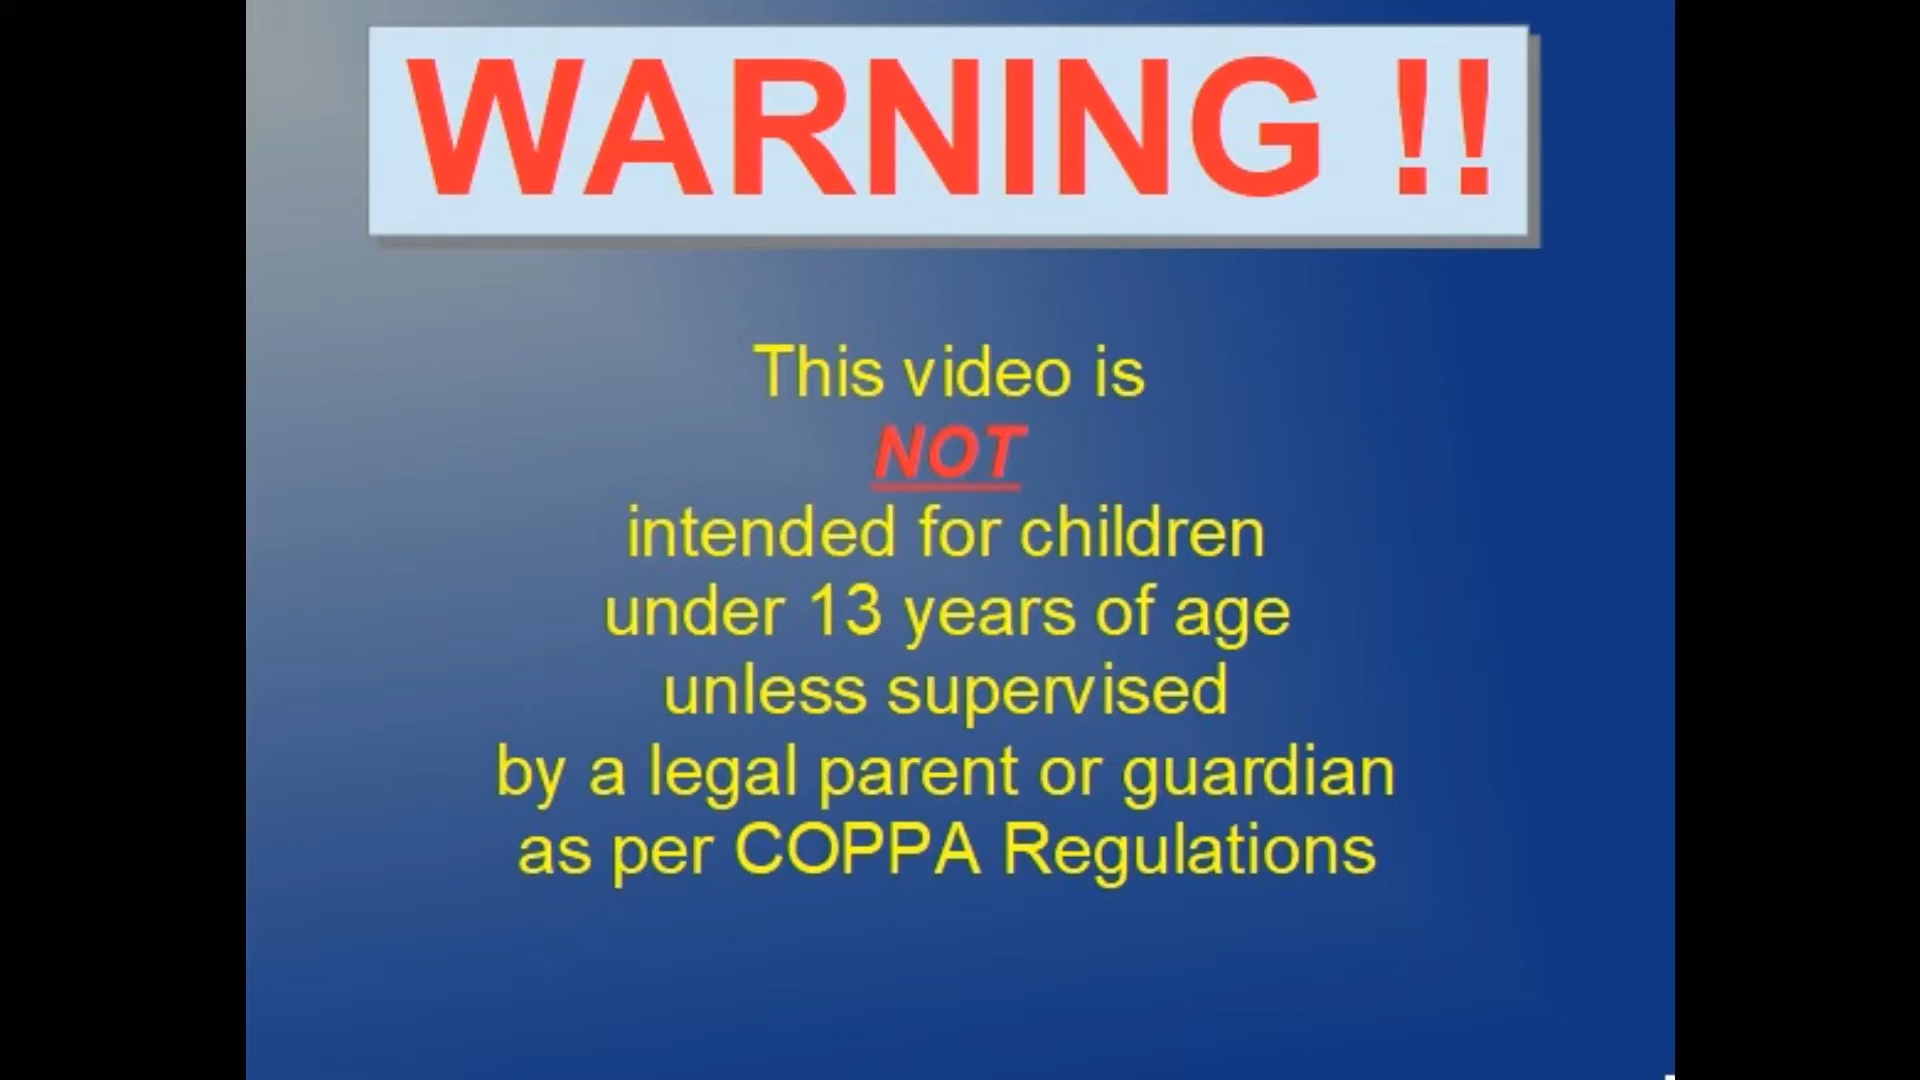 WARNING !!
This video is
NOT
intended for children
under 13 years of age
unless supervised
by a legal parent or guardian
as per COPPA Regulations